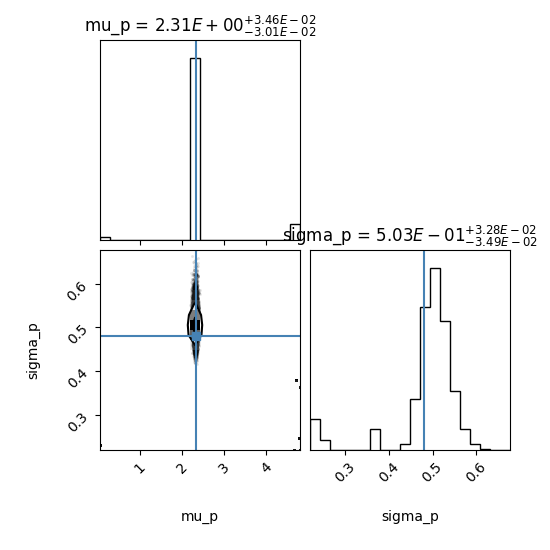 mu_p = 2.31E + 00 +3.46E − 02 −3.01E − 02
sigma_p = 5.03E − 01 +3.28E − 02 −3.49E − 02
0.6
0.5
0.4
0.3
sigma_p
1 2 3 4
0.3 0.4 0.5 0.6
mu_p
sigma_p